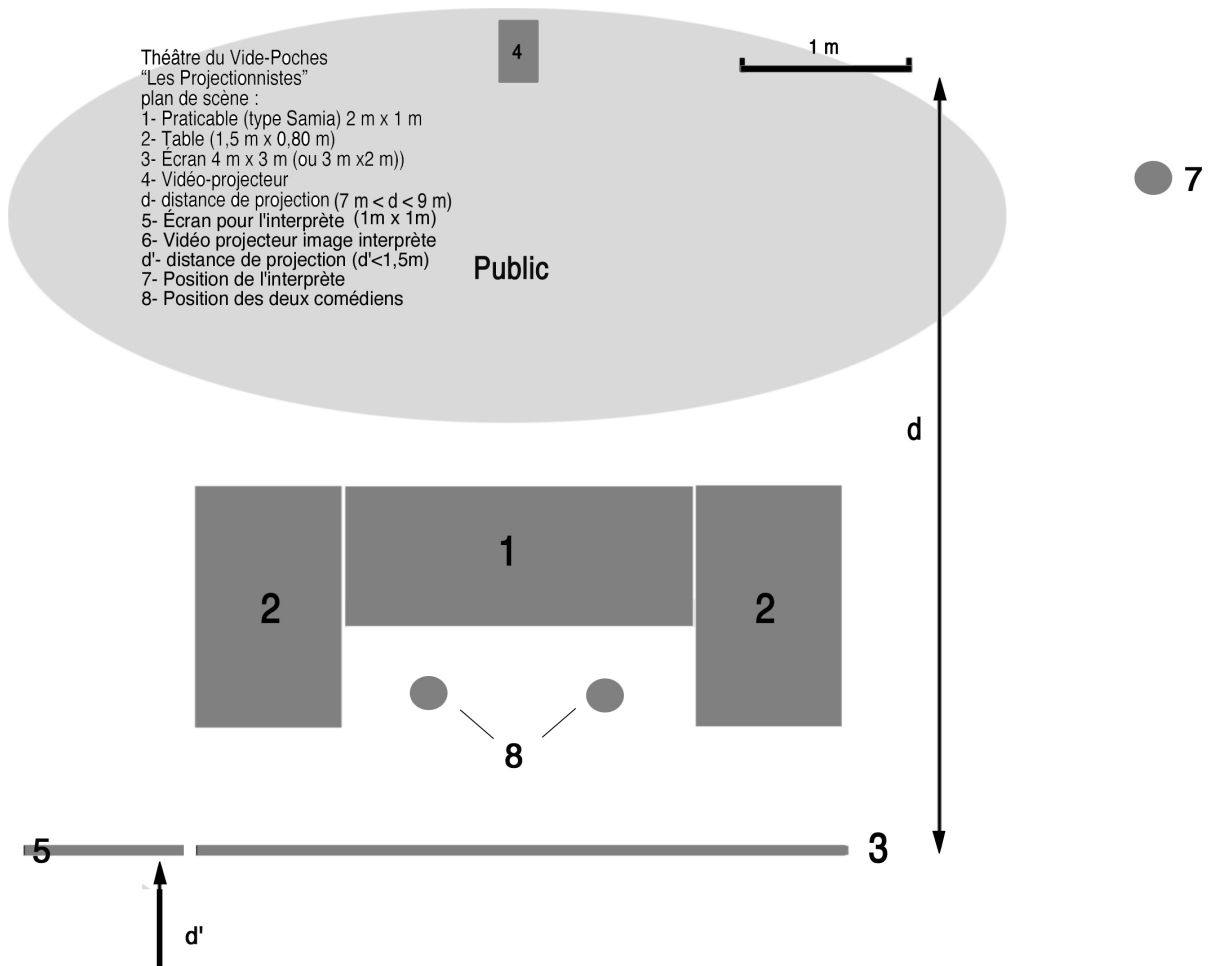 4
1 m
Théâtre du Vide-Poches
“Les Projectionnistes”
plan de scène :
1- Praticable (type Samia) 2 m x 1 m
2- Table (1,5 m x 0,80 m)
3- Écran 4 m x 3 m (ou 3 m x2 m))
4- Vidéo-projecteur
d- distance de projection (7 m < d < 9 m)
5- Écran pour l'interprète (1m x 1m)
6- Vidéo projecteur image interprète
d'- distance de projection (d'<1,5m)
7- Position de l'interprète
8- Position des deux comédiens
7
Public
d
1
2
2
8
5
3
d'